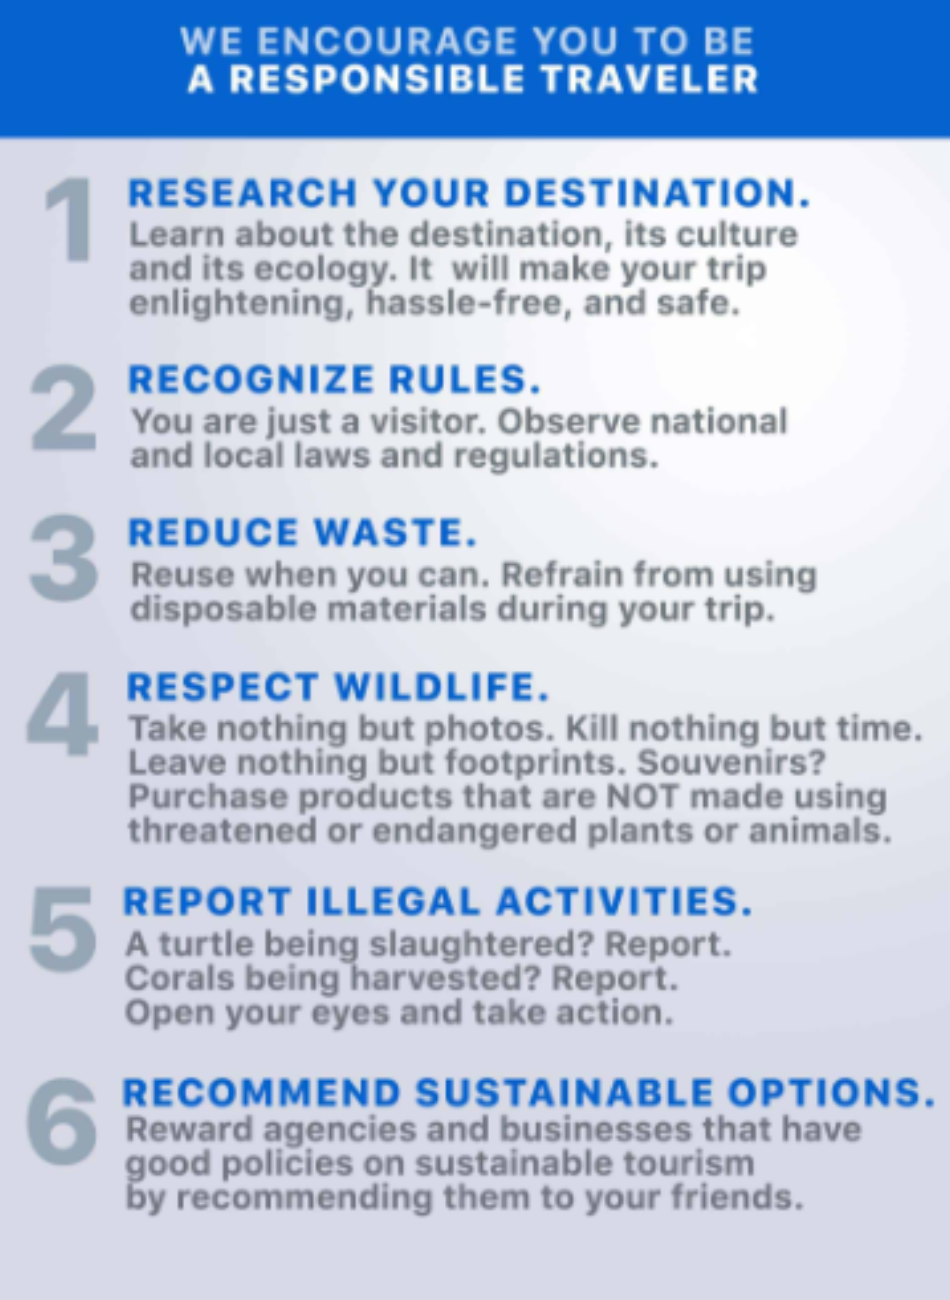 WE ENCOURAGE YOU TO BE
A RESPONSIBLE TRAVELER
1 RESEARCH YOUR DESTINATION.
Learn about the destination, its culture
and its ecology. It  will make your trip
enlightening, hassle-free, and safe.
2 RECOGNIZE RULES.
You are just a visitor. Observe national
and local laws and regulations.
3 REDUCE WASTE.
Reuse when you can. Refrain from using
disposable materials during your trip.
4 RESPECT WILDLIFE.
Take nothing but photos. Kill nothing but time.
Leave nothing but footprints. Souvenirs?
Purchase products that are NOT made using
threatened or endangered plants or animals.
5 REPORT ILLEGAL ACTIVITIES.
A turtle being slaughtered? Report.
Corals being harvested? Report.
Open your eyes and take action.
6 RECOMMEND SUSTAINABLE OPTIONS.
Reward agencies and businesses that have
good policies on sustainable tourism
by recommending them to your friends.